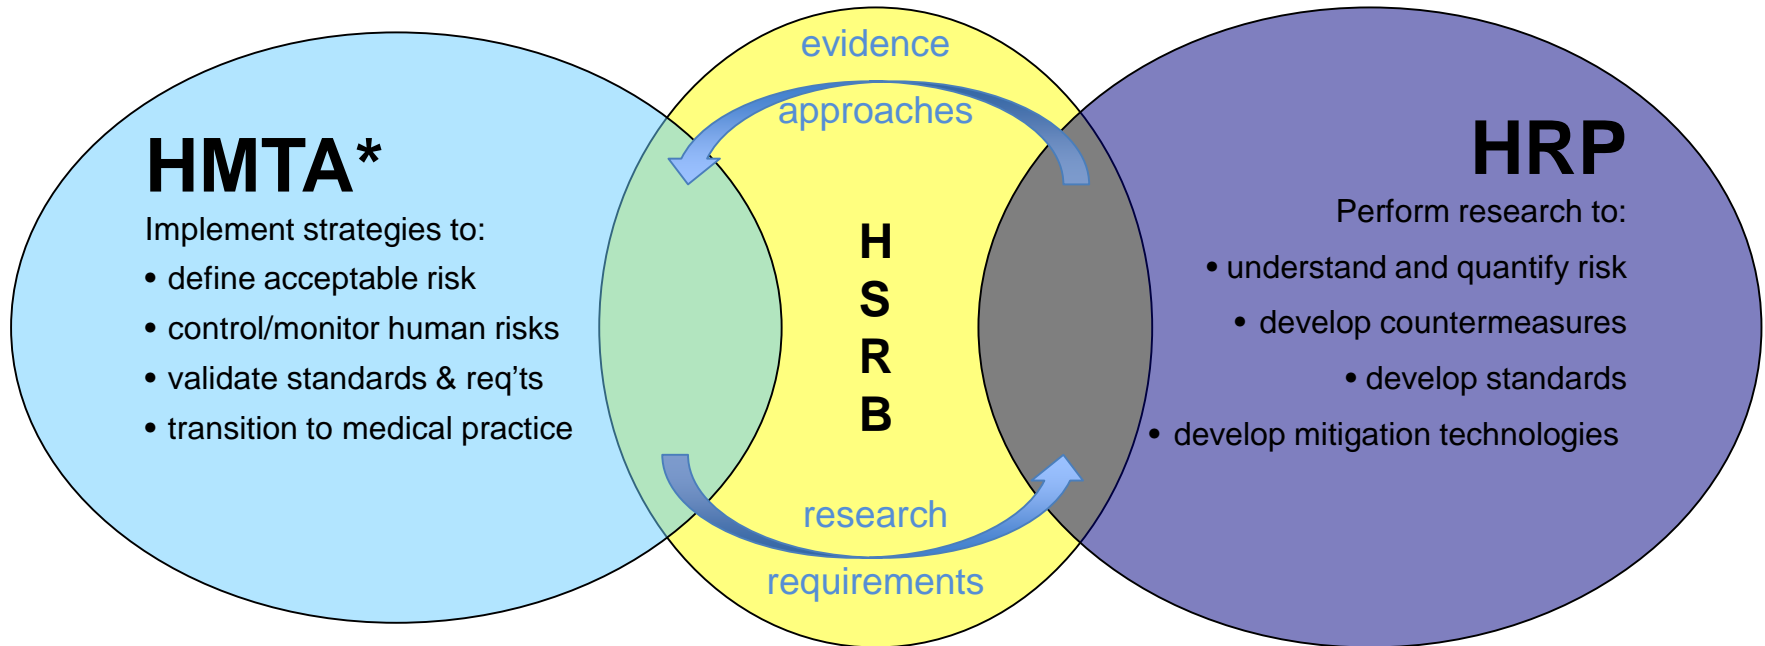 HMTA*
Implement strategies to:
• define acceptable risk
• control/monitor human risks
• validate standards & req'ts
• transition to medical practice
evidence
approaches
H
S
R
B
research
requirements
HRP
Perform research to:
• understand and quantify risk
• develop countermeasures
• develop standards
• develop mitigation technologies